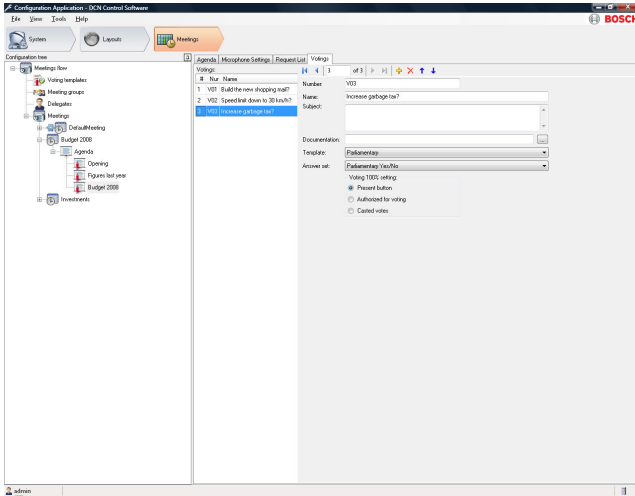 Configuration Application - DCN Control Software
File View Tools Help
BOSCH
System Layouts Meetings
Configuration tree
Meetings flow
Voting templates
Meeting groups
Delegates
Meetings
DefaultMeeting
Budget 2008
Agenda
Opening
Figures last year
Budget 2008
Investments
Agenda Microphone Settings Request List Votings
Votings:
# Nur Name
1 V01 Build the new shopping mall?
2 V02 Speed limit down to 30 km/h?
3 V03 Increase garbage tax?
3 of 3
Number: V03
Name: Increase garbage tax?
Subject:
Documentation: ...
Template: Parliamentary
Answer set: Parliamentary Yes/No
Voting 100% setting:
Present button
Authorized for voting
Casted votes
admin